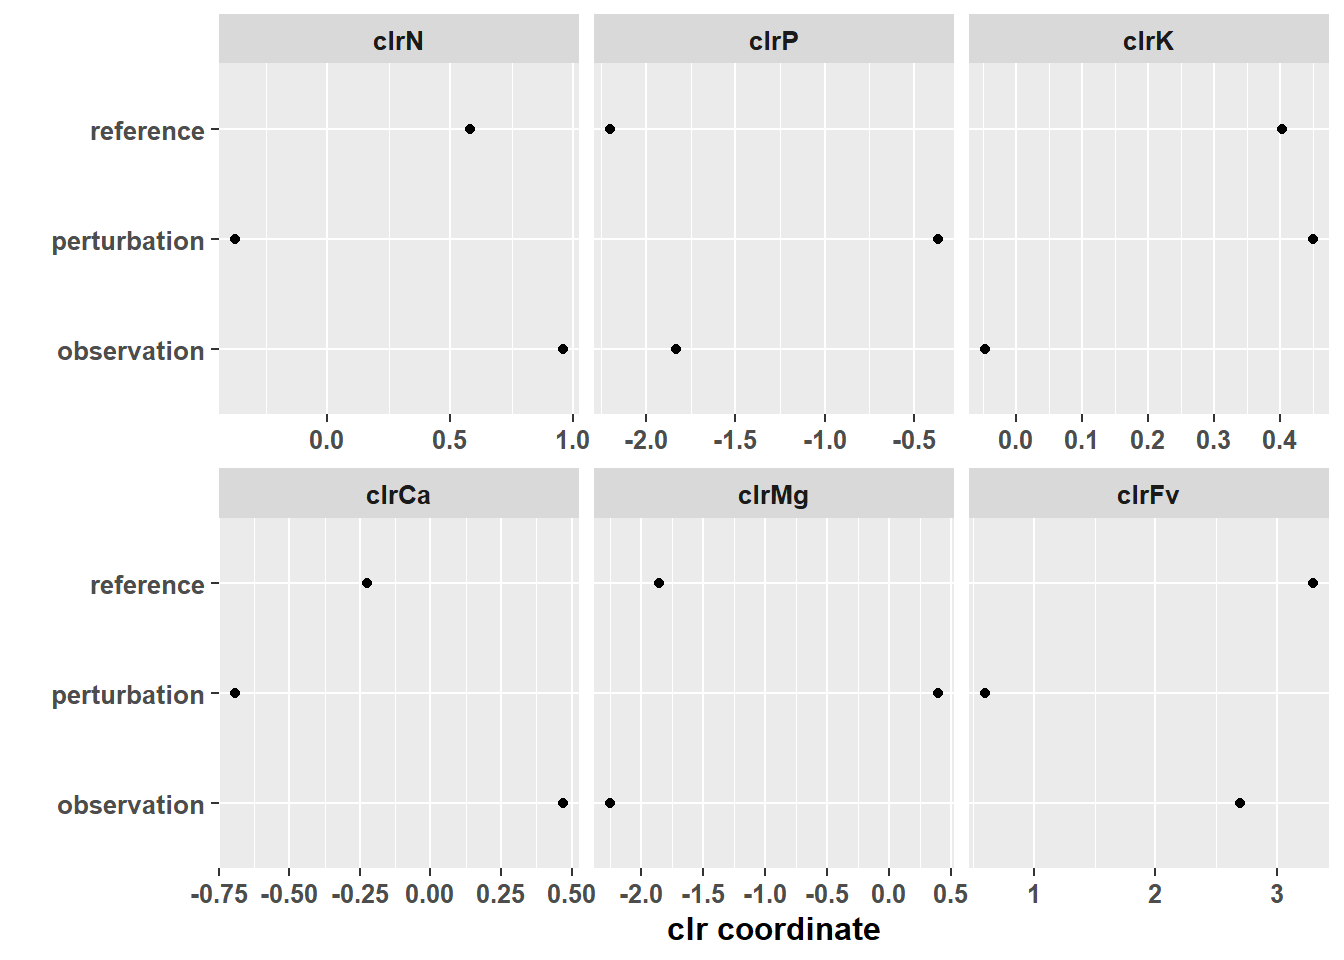 clrN clrP clrK
reference
perturbation
observation
0.0 0.5 1.0 -2.0 -1.5 -1.0 -0.5 0.0 0.1 0.2 0.3 0.4
clrCa clrMg clrFv
reference
perturbation
observation
-0.75 -0.50 -0.25 0.00 0.25 0.50 -2.0 -1.5 -1.0 -0.5 0.0 0.5 1 2 3
clr coordinate